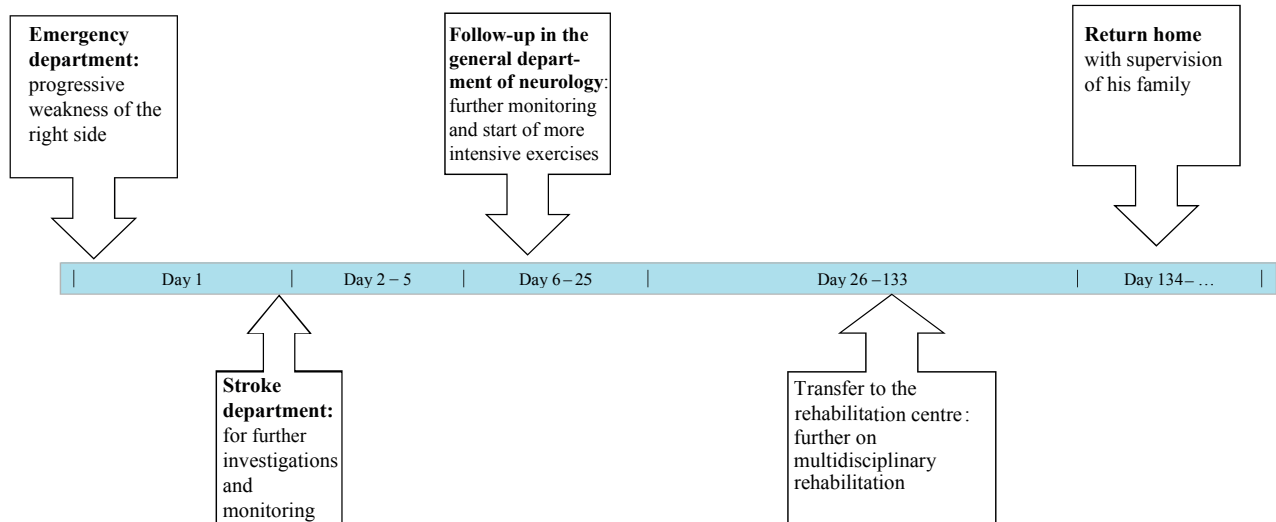 Emergency
department:
progressive
weakness of the
right side
Follow-up in the
general depart-
ment of neurology:
further monitoring
and start of more
intensive exercises
Return home
with supervision
of his family
Day 1
Day 2 – 5
Day 6 – 25
Day 26 –133
Day 134– …
Stroke
department:
for further
investigations
and
monitoring
Transfer to the
rehabilitation centre:
further on
multidisciplinary
rehabilitation